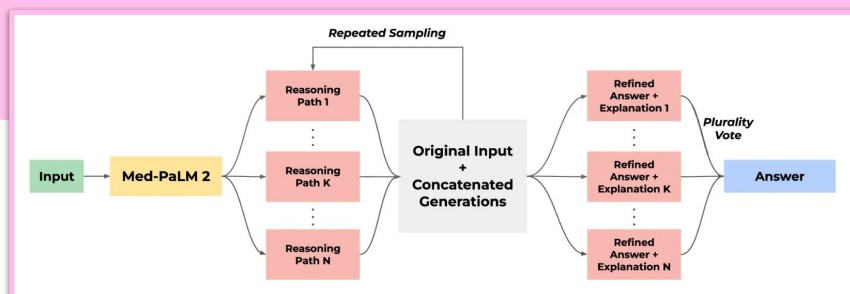 Repeated Sampling
Reasoning
Path 1
Refined
Answer +
Explanation 1
Plurality
Vote
Input
Med-PaLM 2
Reasoning
Path K
Original Input
+
Concatenated
Generations
Refined
Answer +
Explanation K
Answer
Reasoning
Path N
Refined
Answer +
Explanation N